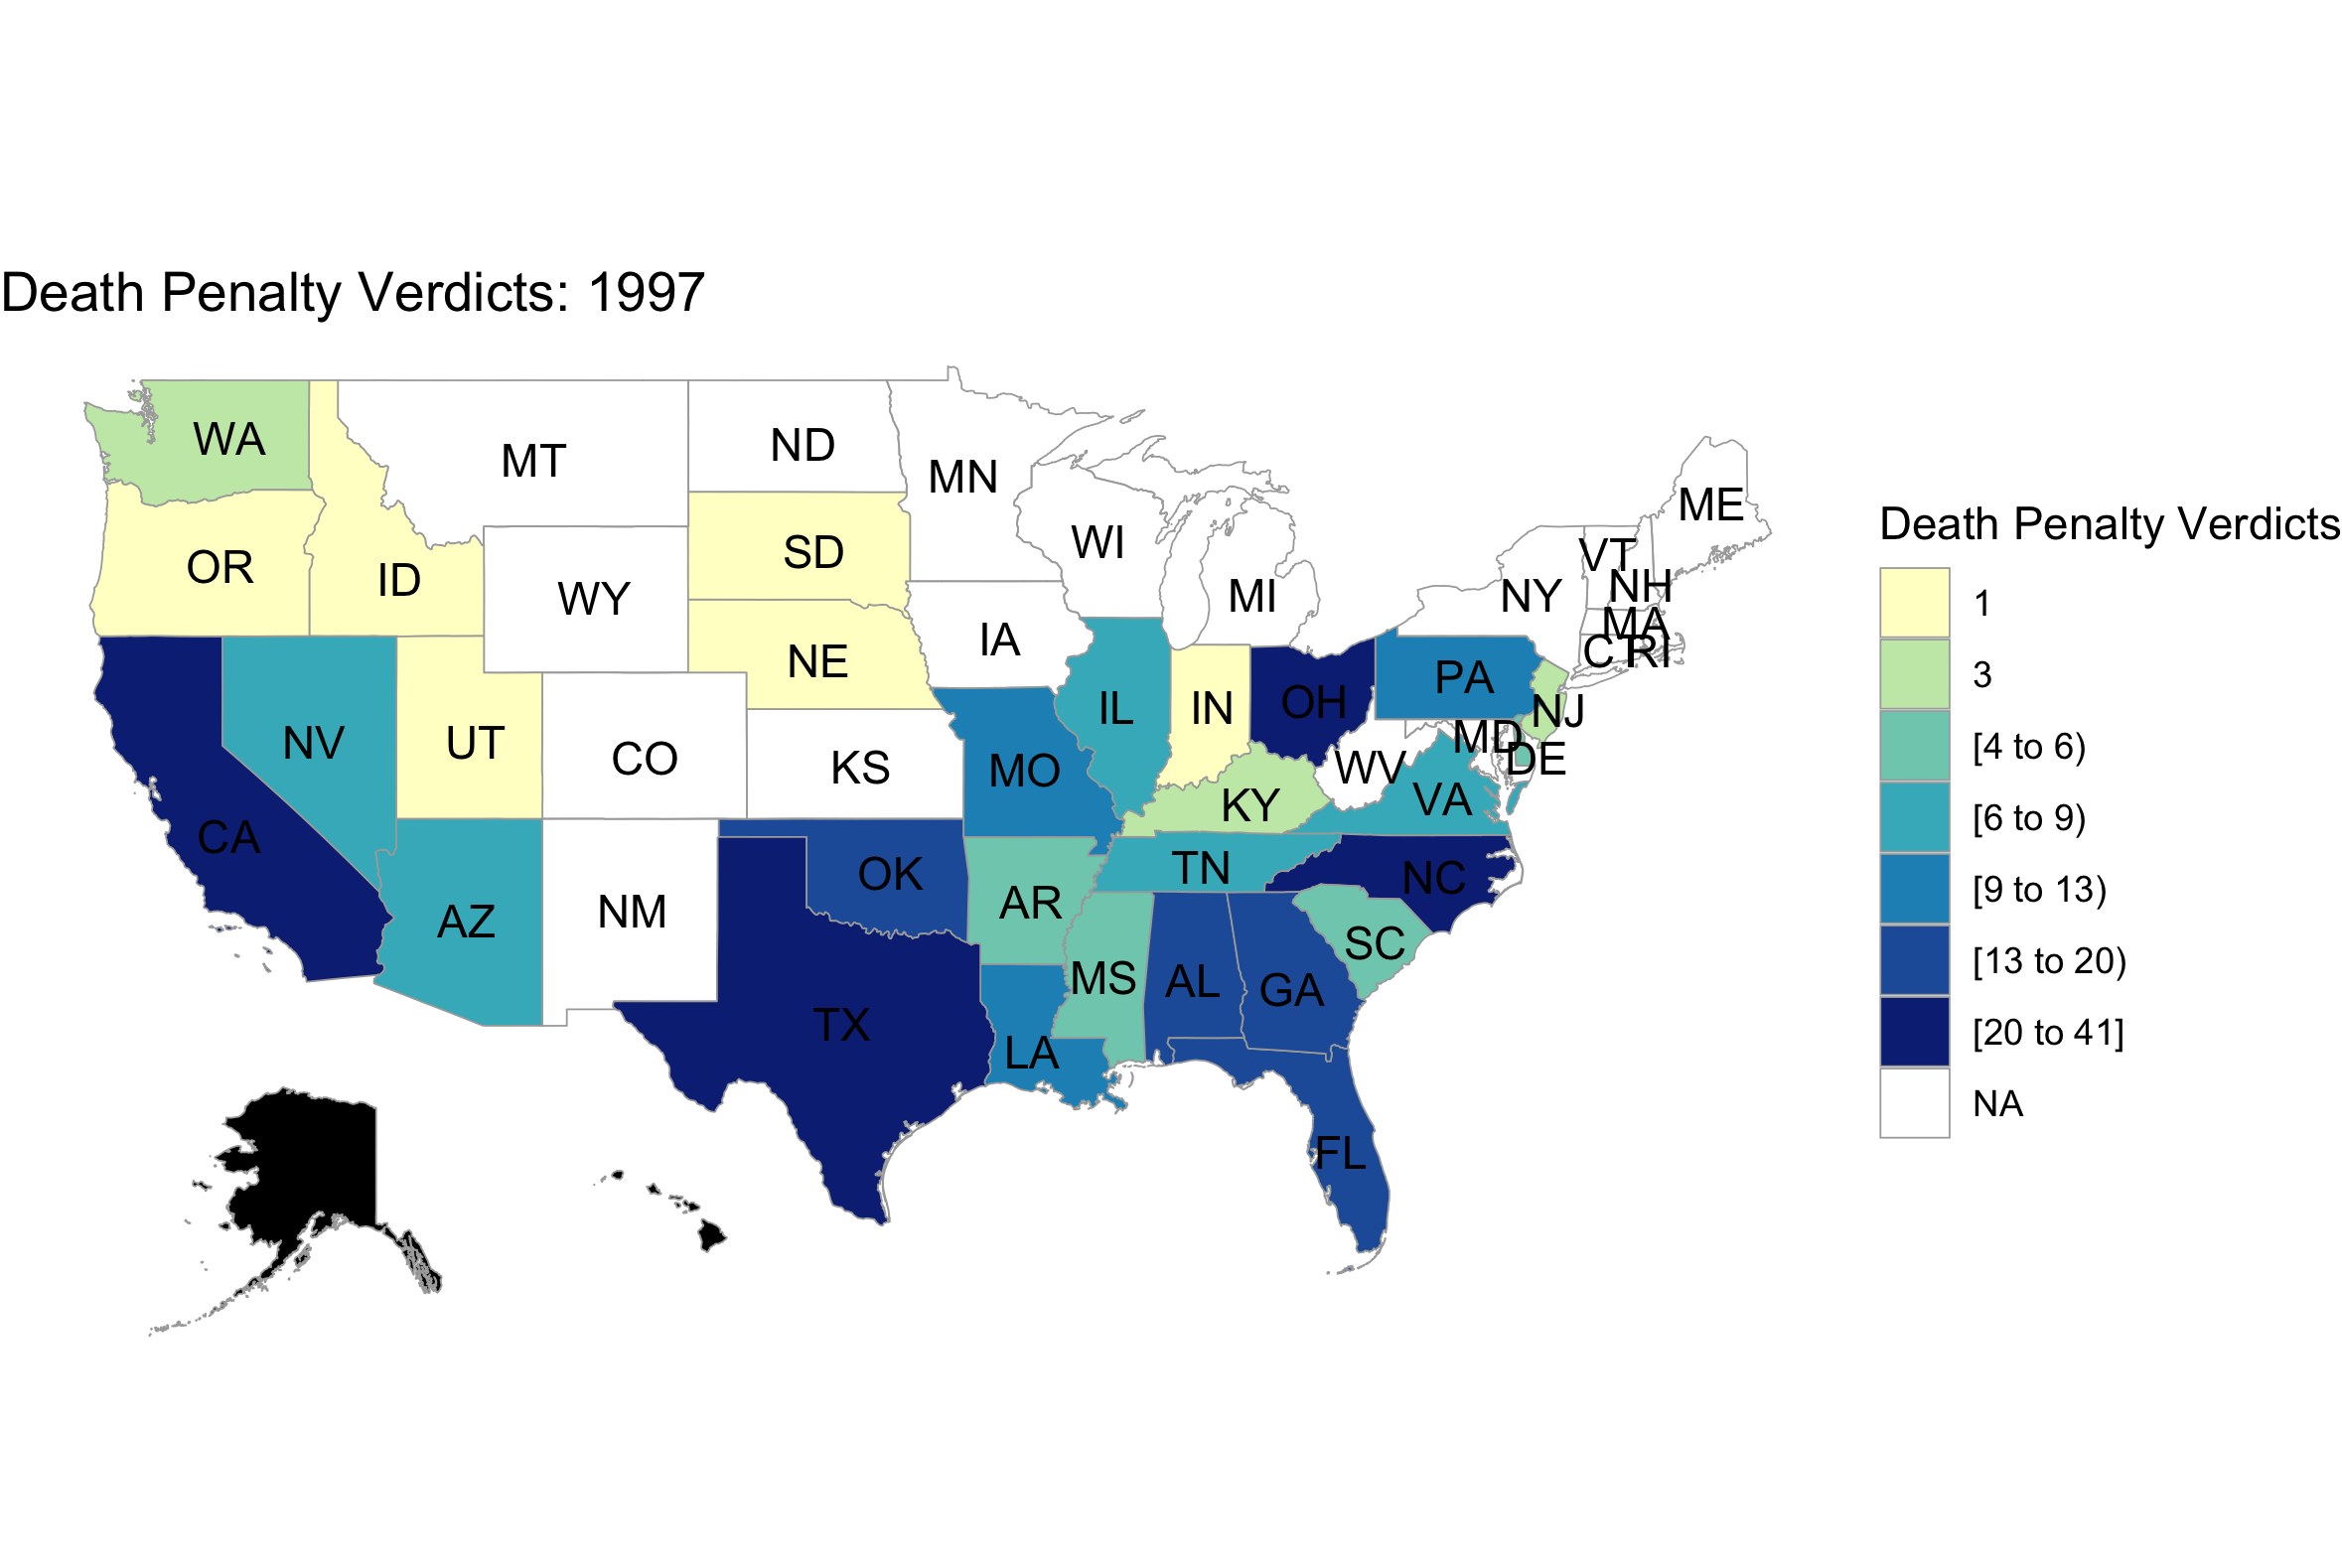 Death Penalty Verdicts: 1997
WA
MT
ND
MN
ME
OR
ID
SD
WI
VT
WY
MI
NY
NH
MA
NE
IA
CT
RI
PA
NV
UT
CO
KS
MO
IL
IN
OH
NJ
MD
DE
WV
KY
VA
CA
OK
TN
NC
AZ
NM
AR
SC
MS
AL
GA
TX
LA
FL
Death Penalty Verdicts
1
3
[4 to 6)
[6 to 9)
[9 to 13)
[13 to 20)
[20 to 41]
NA